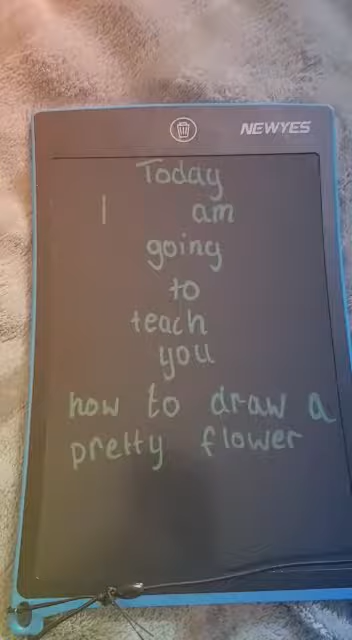 NEWYES
Today
I am
going
to
teach
you
how to draw a
pretty flower